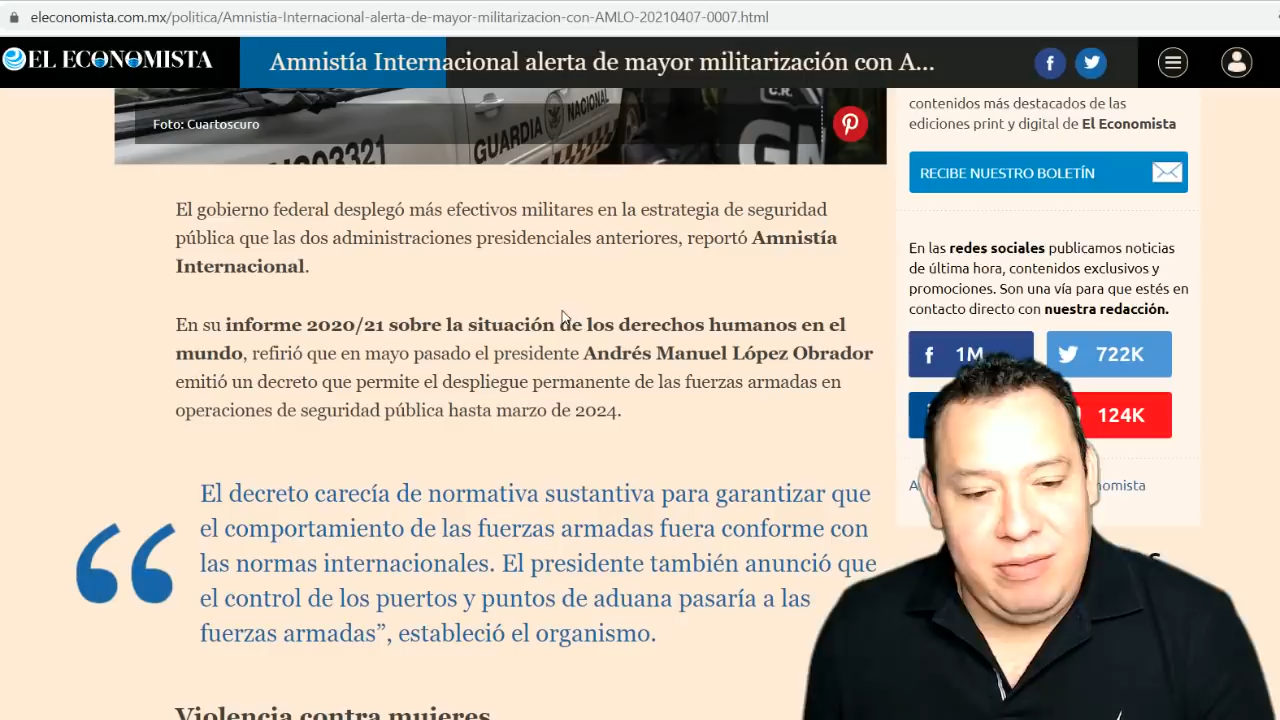 eleconomista.com.mx/politica/Amnistia-Internacional-alerta-de-mayor-militarizacion-con-AMLO-20210407-0007.html
EL ECONOMISTA
Amnistía Internacional alerta de mayor militarización con A...
Foto: Cuartoscuro
GUARDIA NACIONAL
C.R.
GN
El gobierno federal desplegó más efectivos militares en la estrategia de seguridad
pública que las dos administraciones presidenciales anteriores, reportó Amnistía
Internacional.
En su informe 2020/21 sobre la situación de los derechos humanos en el
mundo, refirió que en mayo pasado el presidente Andrés Manuel López Obrador
emitió un decreto que permite el despliegue permanente de las fuerzas armadas en
operaciones de seguridad pública hasta marzo de 2024.
“
El decreto carecía de normativa sustantiva para garantizar que
el comportamiento de las fuerzas armadas fuera conforme con
las normas internacionales. El presidente también anunció que
el control de los puertos y puntos de aduana pasaría a las
fuerzas armadas”, estableció el organismo.
Violencia contra mujeres
contenidos más destacados de las
ediciones print y digital de El Economista
RECIBE NUESTRO BOLETÍN
En las redes sociales publicamos noticias
de última hora, contenidos exclusivos y
promociones. Son una vía para que estés en
contacto directo con nuestra redacción.
1M
722K
124K